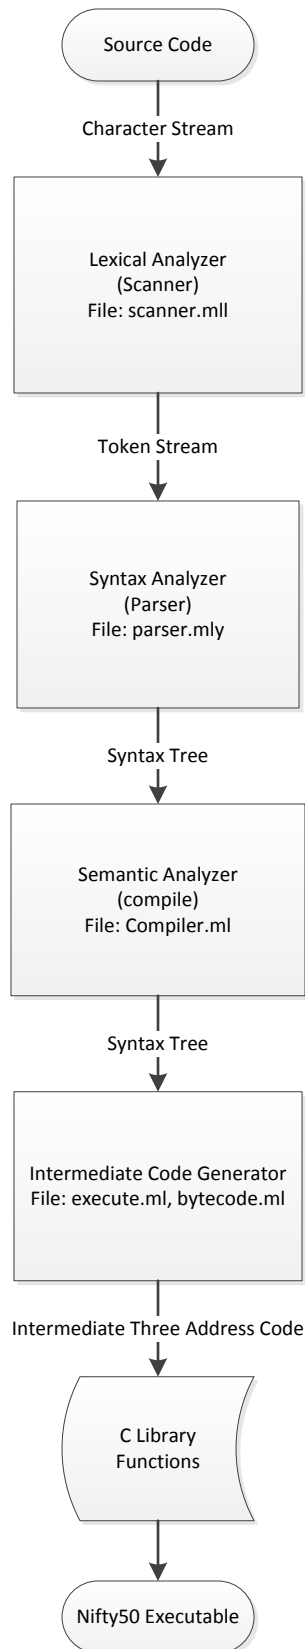 Source Code
Character Stream
Lexical Analyzer
(Scanner)
File: scanner.mll
Token Stream
Syntax Analyzer
(Parser)
File: parser.mly
Syntax Tree
Semantic Analyzer
(compile)
File: Compiler.ml
Syntax Tree
Intermediate Code Generator
File: execute.ml, bytecode.ml
Intermediate Three Address Code
C Library
Functions
Nifty50 Executable